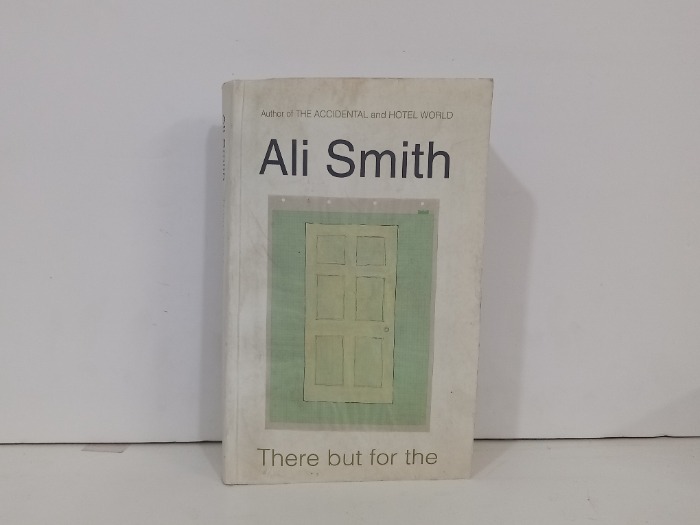 Author of THE ACCIDENTAL and HOTEL WORLD
Ali Smith
There but for the